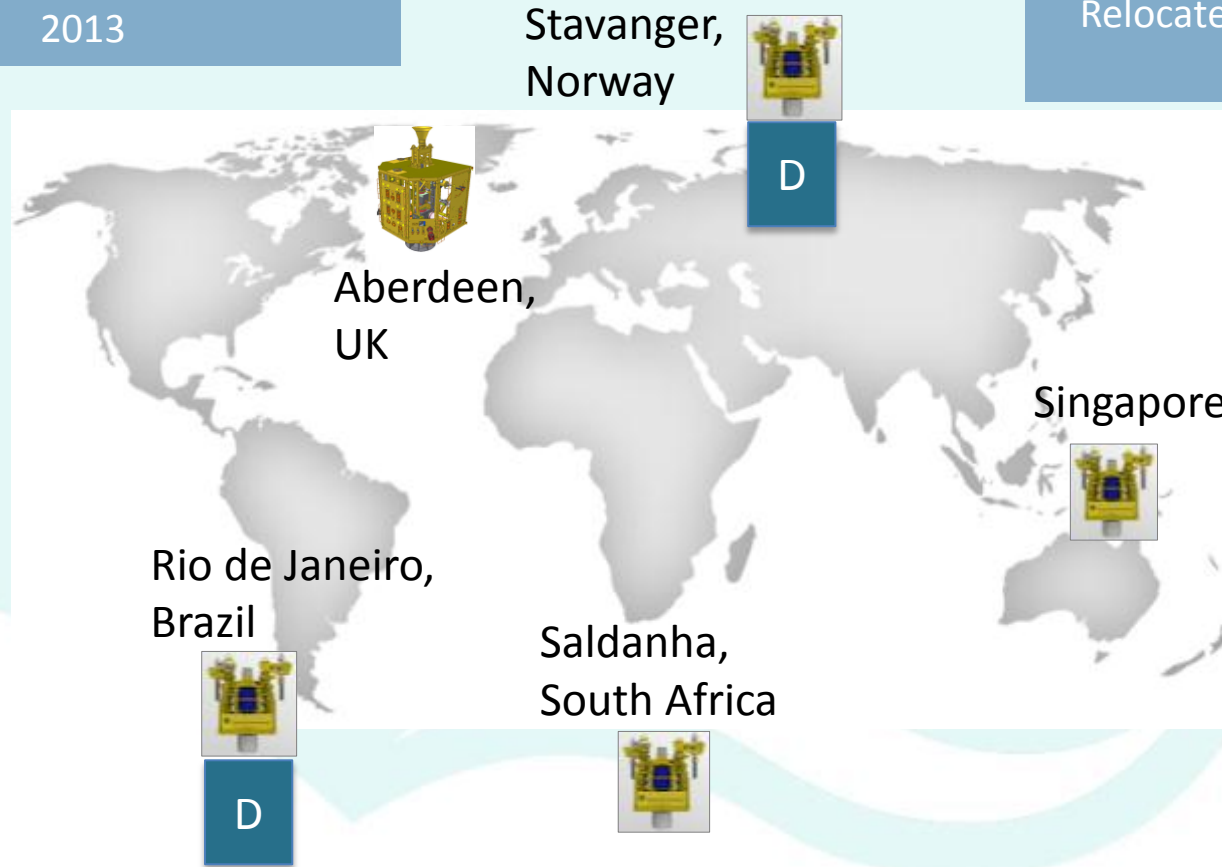 2013
Relocate
Stavanger,
Norway
D
Aberdeen,
UK
Singapore
Rio de Janeiro,
Brazil
D
Saldanha,
South Africa